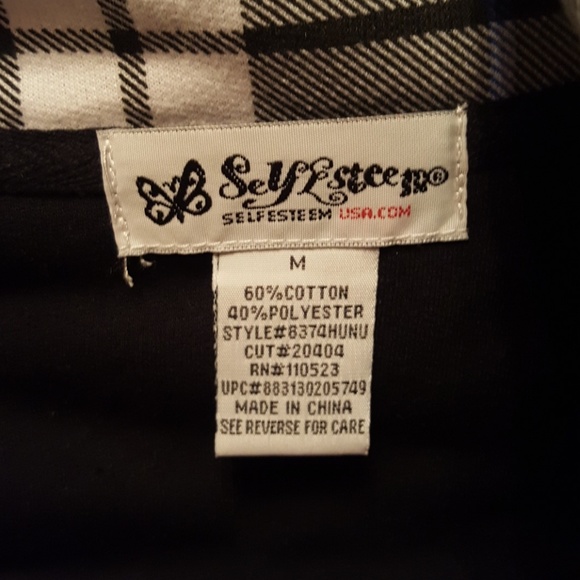 SelfEsteem®
SELFESTEEM USA.COM
M
60%COTTON
40%POLYESTER
STYLE#8374HUNU
CUT#20404
RN#110523
UPC#883130205749
MADE IN CHINA
SEE REVERSE FOR CARE